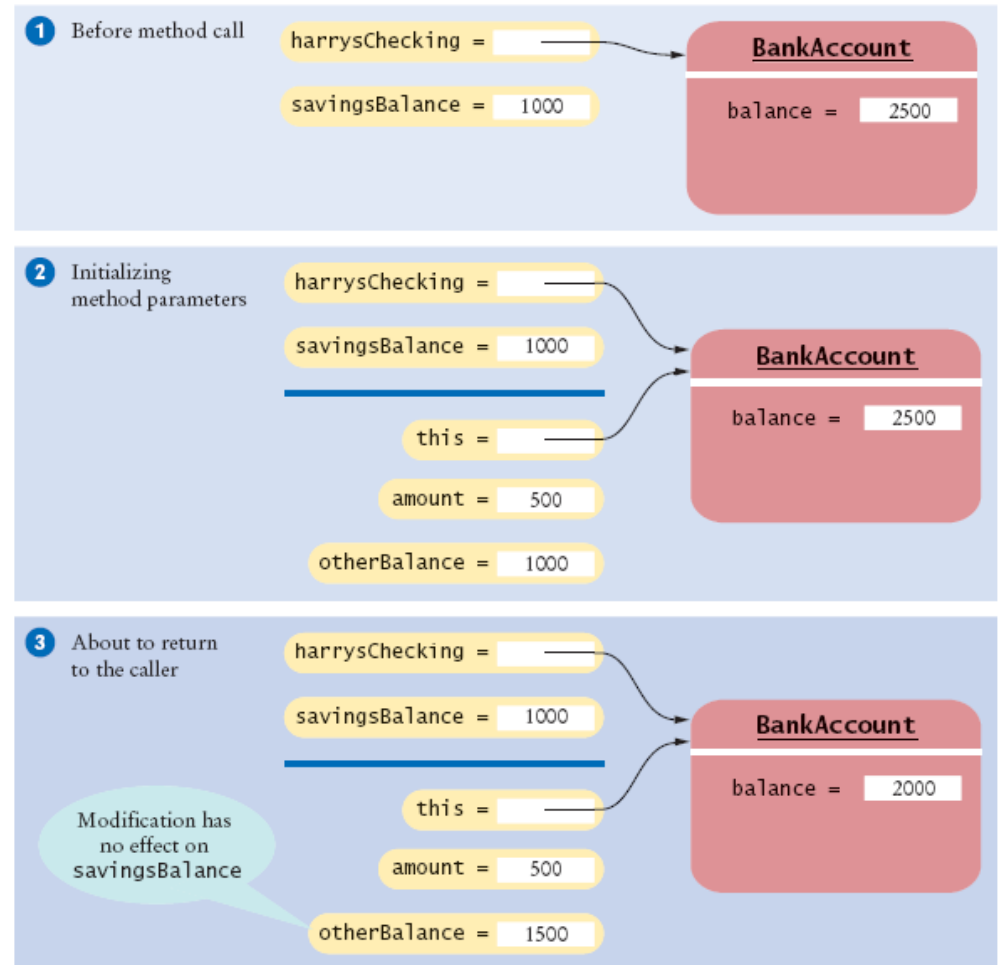 1 Before method call
harrysChecking =
savingsBalance = 1000
BankAccount
balance = 2500
2 Initializing
method parameters
harrysChecking =
savingsBalance = 1000
this =
amount = 500
otherBalance = 1000
BankAccount
balance = 2500
3 About to return
to the caller
harrysChecking =
savingsBalance = 1000
this =
amount = 500
otherBalance = 1500
BankAccount
balance = 2000
Modification has
no effect on
savingsBalance